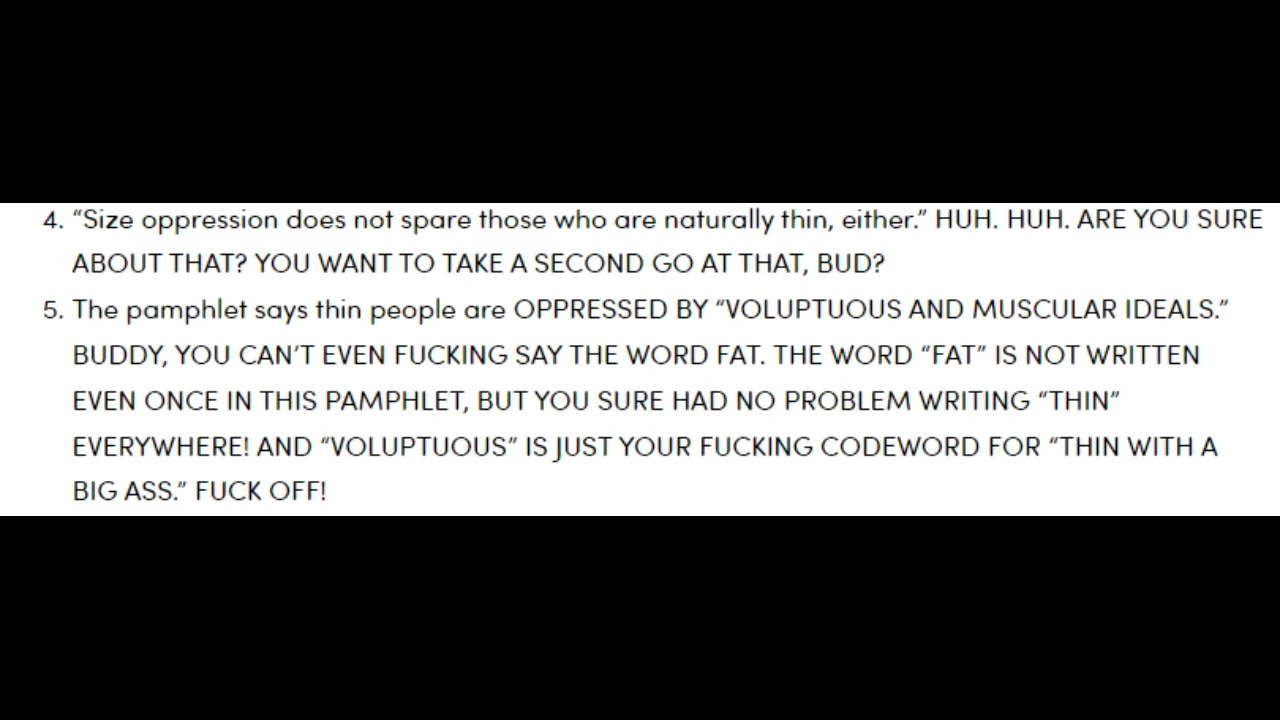 4. “Size oppression does not spare those who are naturally thin, either.” HUH. HUH. ARE YOU SURE
ABOUT THAT? YOU WANT TO TAKE A SECOND GO AT THAT, BUD?
5. The pamphlet says thin people are OPPRESSED BY “VOLUPTUOUS AND MUSCULAR IDEALS.”
BUDDY, YOU CAN’T EVEN FUCKING SAY THE WORD FAT. THE WORD “FAT” IS NOT WRITTEN
EVEN ONCE IN THIS PAMPHLET, BUT YOU SURE HAD NO PROBLEM WRITING “THIN”
EVERYWHERE! AND “VOLUPTUOUS” IS JUST YOUR FUCKING CODEWORD FOR “THIN WITH A
BIG ASS.” FUCK OFF!